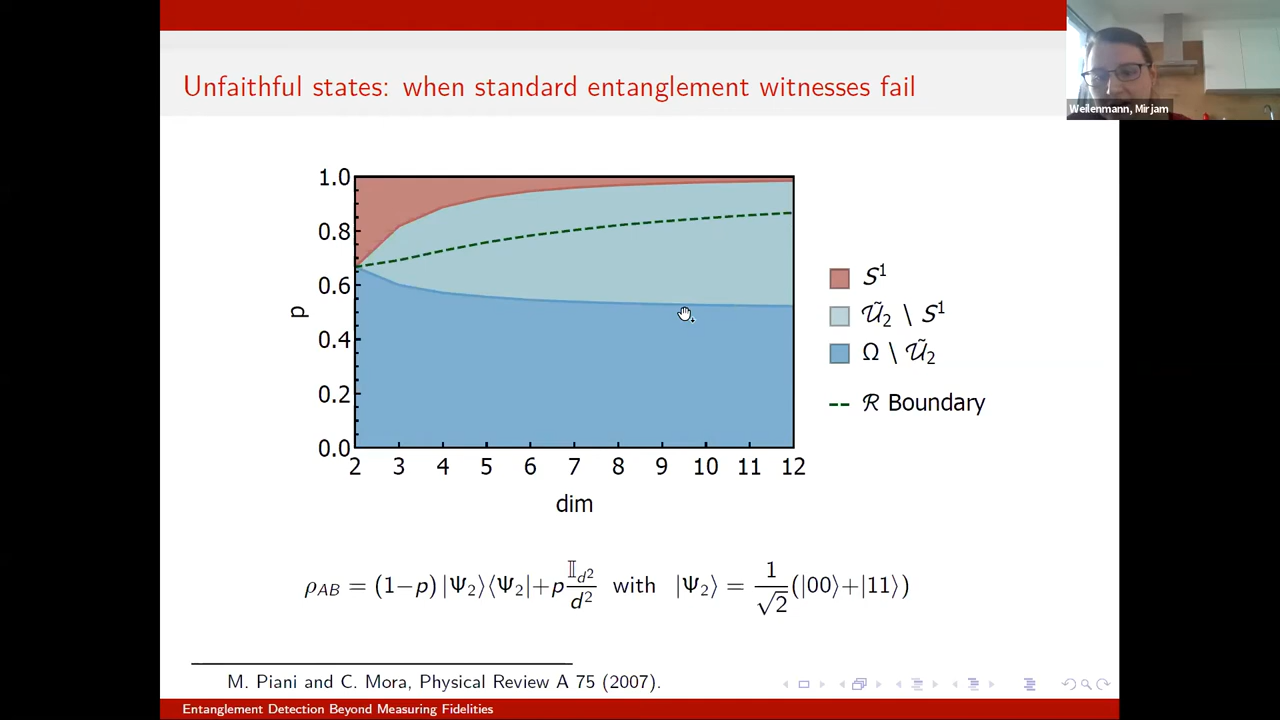 Unfaithful states: when standard entanglement witnesses fail
Weilenmann, Mirjam
1.0
0.8
0.6
0.4
0.2
0.0
p
2 3 4 5 6 7 8 9 10 11 12
dim
S¹
Ũ₂ \ S¹
Ω \ Ũ₂
R Boundary
ρ_AB = (1−p) |Ψ₂⟩⟨Ψ₂| + p 𝕀_d²/d² with |Ψ₂⟩ = 1/√2 (|00⟩+|11⟩)
M. Piani and C. Mora, Physical Review A 75 (2007).
Entanglement Detection Beyond Measuring Fidelities